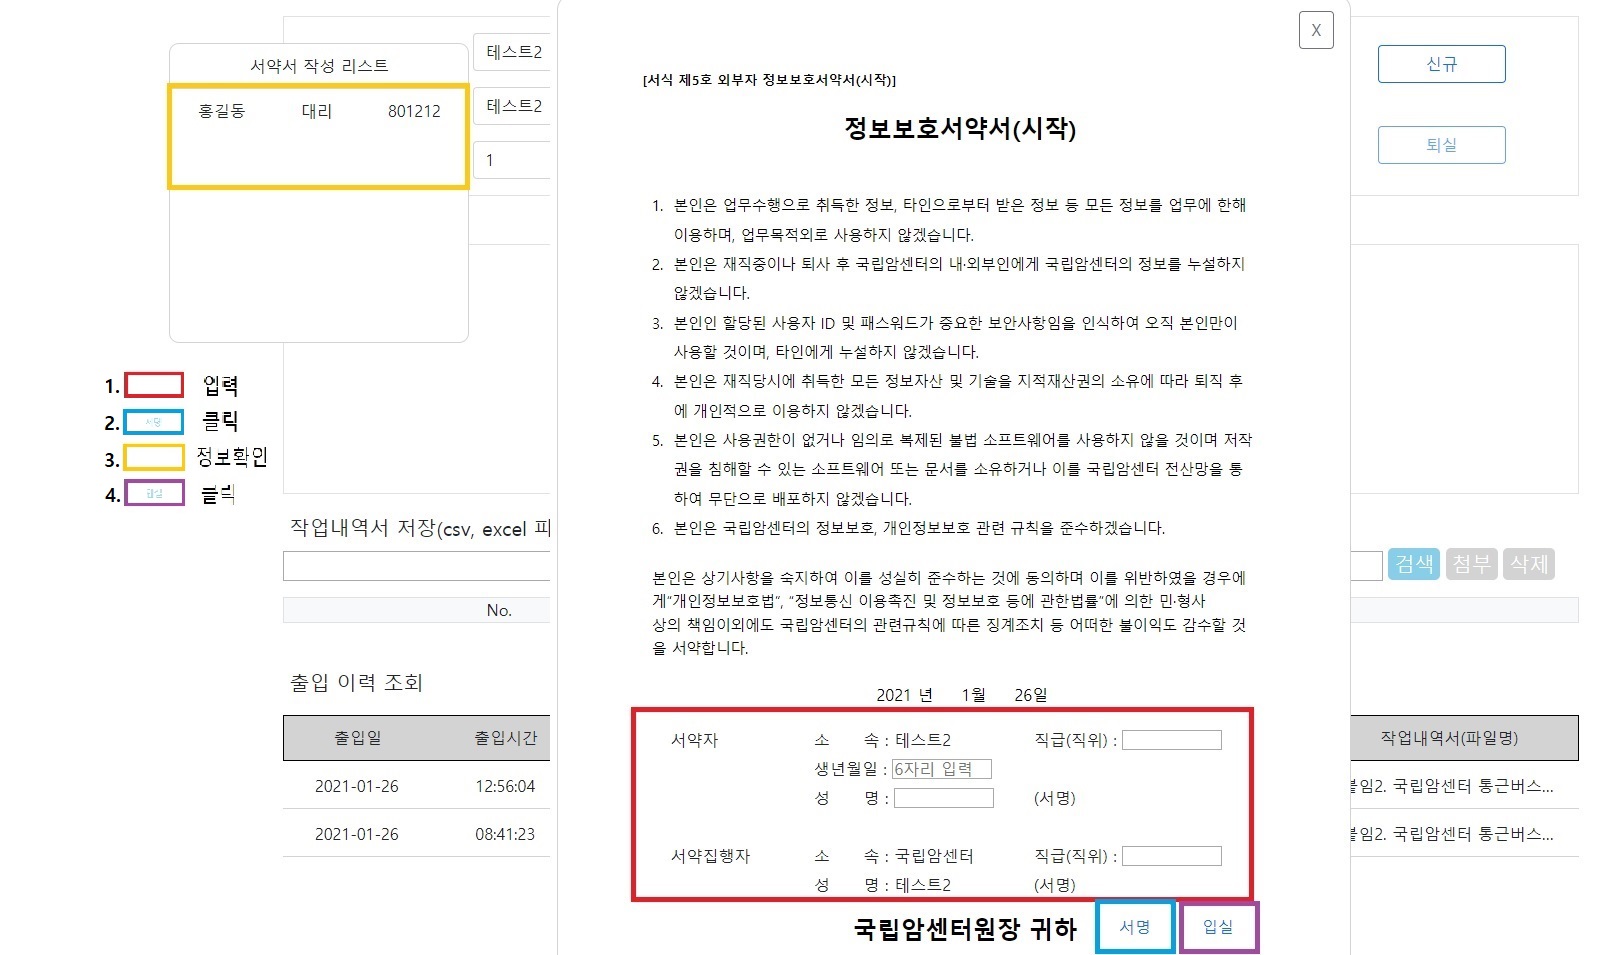 서약서 작성 리스트
홍길동 대리 801212
테스트2
테스트2
1
1. 입력
2. 서명 클릭
3. 정보확인
4. 입실 클릭
작업내역서 저장(csv, excel 파
No.
출입 이력 조회
출입일 출입시간
2021-01-26 12:56:04
2021-01-26 08:41:23
X
[서식 제5호 외부자 정보보호서약서(시작)]
정보보호서약서(시작)
1. 본인은 업무수행으로 취득한 정보, 타인으로부터 받은 정보 등 모든 정보를 업무에 한해
이용하며, 업무목적외로 사용하지 않겠습니다.
2. 본인은 재직중이나 퇴사 후 국립암센터의 내·외부인에게 국립암센터의 정보를 누설하지
않겠습니다.
3. 본인인 할당된 사용자 ID 및 패스워드가 중요한 보안사항임을 인식하여 오직 본인만이
사용할 것이며, 타인에게 누설하지 않겠습니다.
4. 본인은 재직당시에 취득한 모든 정보자산 및 기술을 지적재산권의 소유에 따라 퇴직 후
에 개인적으로 이용하지 않겠습니다.
5. 본인은 사용권한이 없거나 임의로 복제된 불법 소프트웨어를 사용하지 않을 것이며 저작
권을 침해할 수 있는 소프트웨어 또는 문서를 소유하거나 이를 국립암센터 전산망을 통
하여 무단으로 배포하지 않겠습니다.
6. 본인은 국립암센터의 정보보호, 개인정보보호 관련 규칙을 준수하겠습니다.
본인은 상기사항을 숙지하여 이를 성실히 준수하는 것에 동의하며 이를 위반하였을 경우에
게“개인정보보호법”, “정보통신 이용촉진 및 정보보호 등에 관한법률”에 의한 민·형사
상의 책임이외에도 국립암센터의 관련규칙에 따른 징계조치 등 어떠한 불이익도 감수할 것
을 서약합니다.
2021 년 1월 26일
서약자 소 속 : 테스트2 직급(직위) :
생년월일 : 6자리 입력
성 명 : (서명)
서약집행자 소 속 : 국립암센터 직급(직위) :
성 명 : 테스트2 (서명)
국립암센터원장 귀하 서명 입실
신규
퇴실
검색 첨부 삭제
작업내역서(파일명)
붙임2. 국립암센터 통근버스...
붙임2. 국립암센터 통근버스...